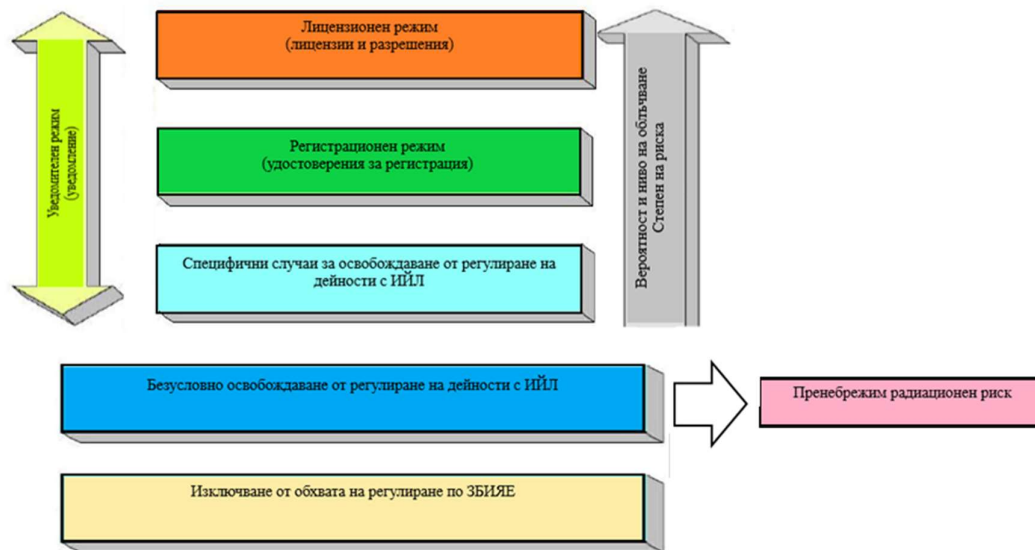 Лицензионен режим
(лицензии и разрешения)
Уведомителен режим
(уведомление)
Регистрационен режим
(удостоверения за регистрация)
Вероятност и ниво на облъчване
Степен на риска
Специфични случаи за освобождаване от регулиране на
дейности с ИЙЛ
Безусловно освобождаване от регулиране на дейности с ИЙЛ
Пренебрежим радиационен риск
Изключване от обхвата на регулиране по ЗБИЯЕ